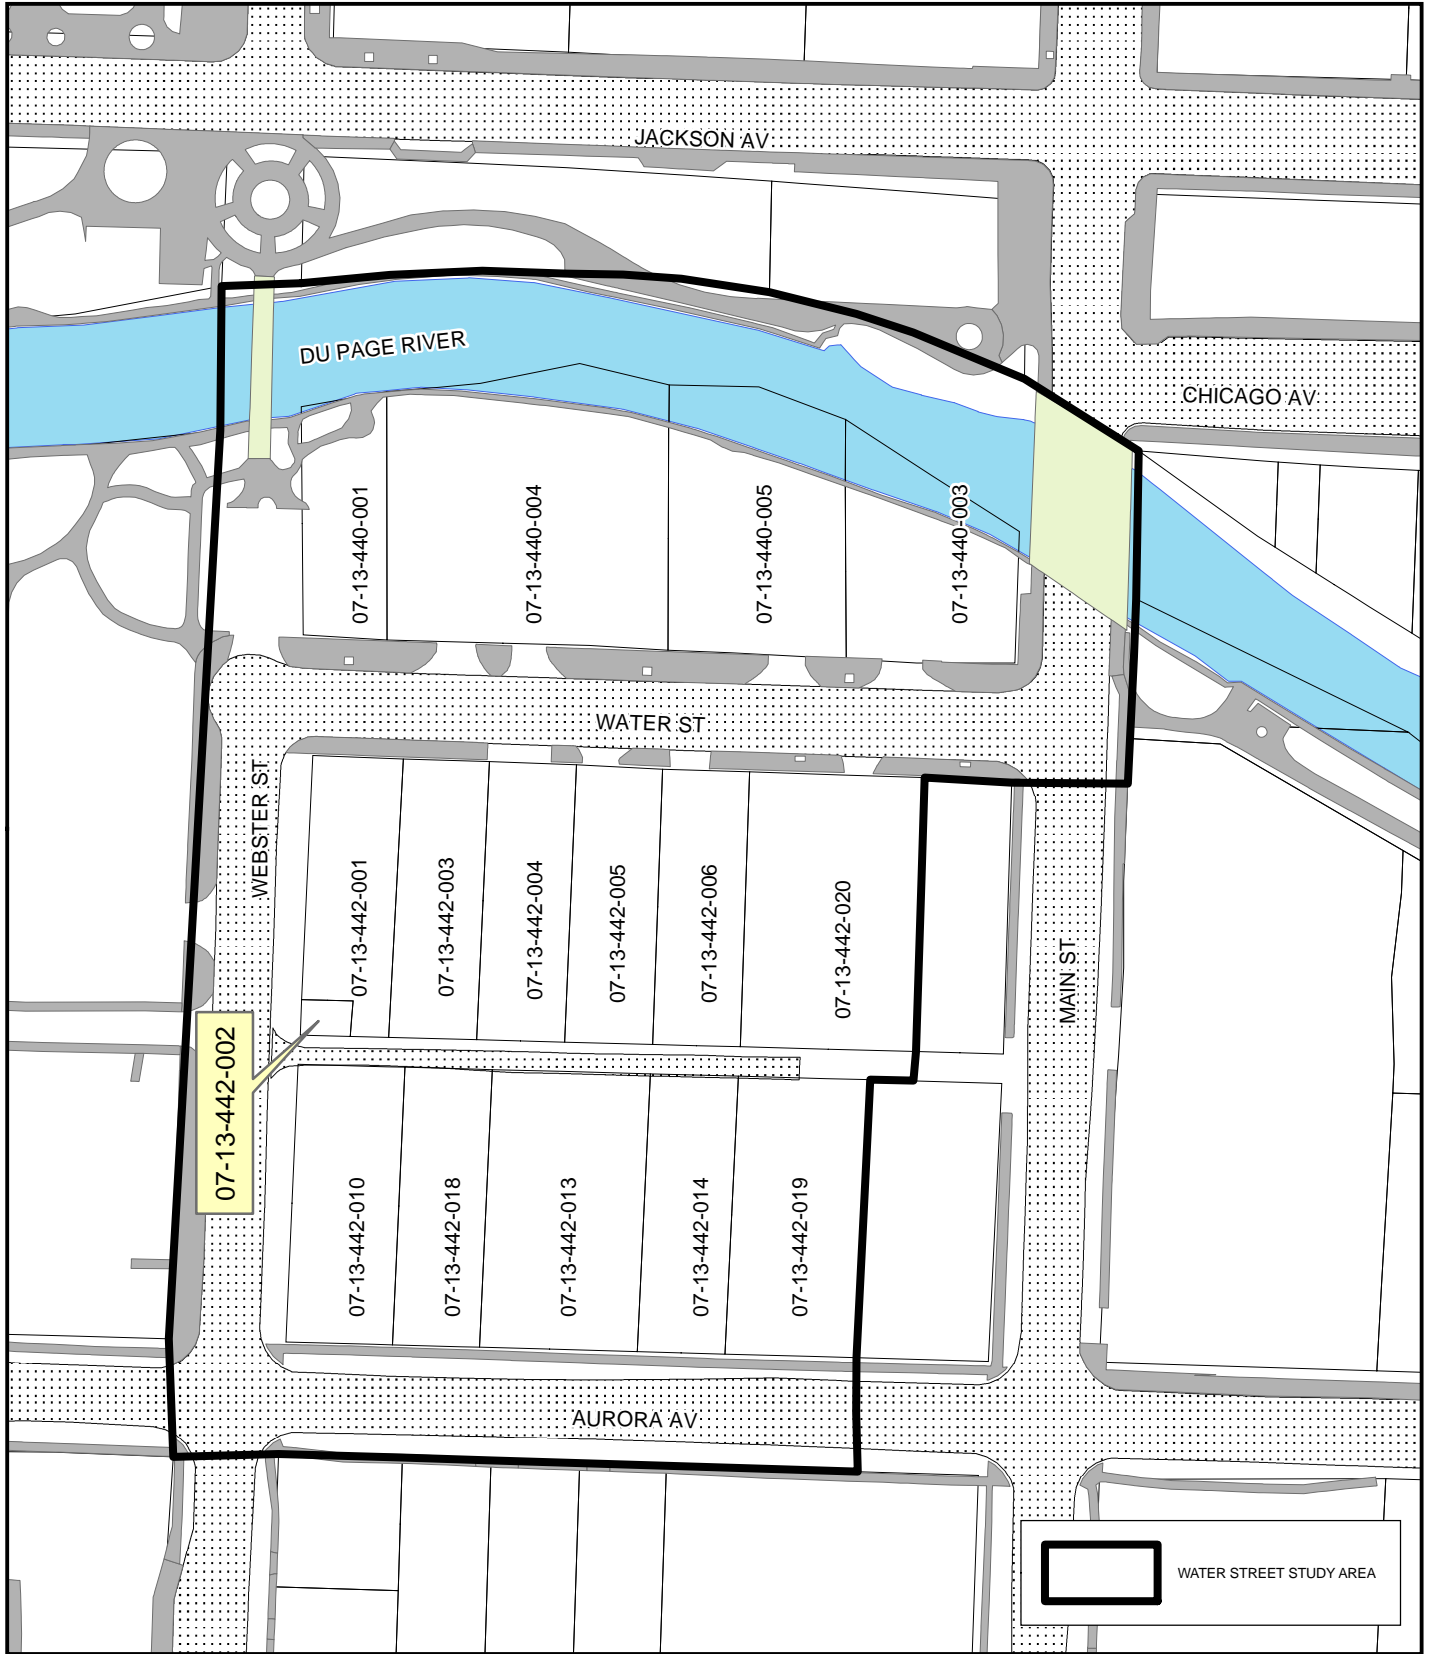 JACKSON AV
DU PAGE RIVER
CHICAGO AV
07-13-440-001
07-13-440-004
07-13-440-005
07-13-440-003
WATER ST
WEBSTER ST
07-13-442-001
07-13-442-003
07-13-442-004
07-13-442-005
07-13-442-006
07-13-442-020
MAIN ST
07-13-442-002
07-13-442-010
07-13-442-018
07-13-442-013
07-13-442-014
07-13-442-019
AURORA AV
WATER STREET STUDY AREA